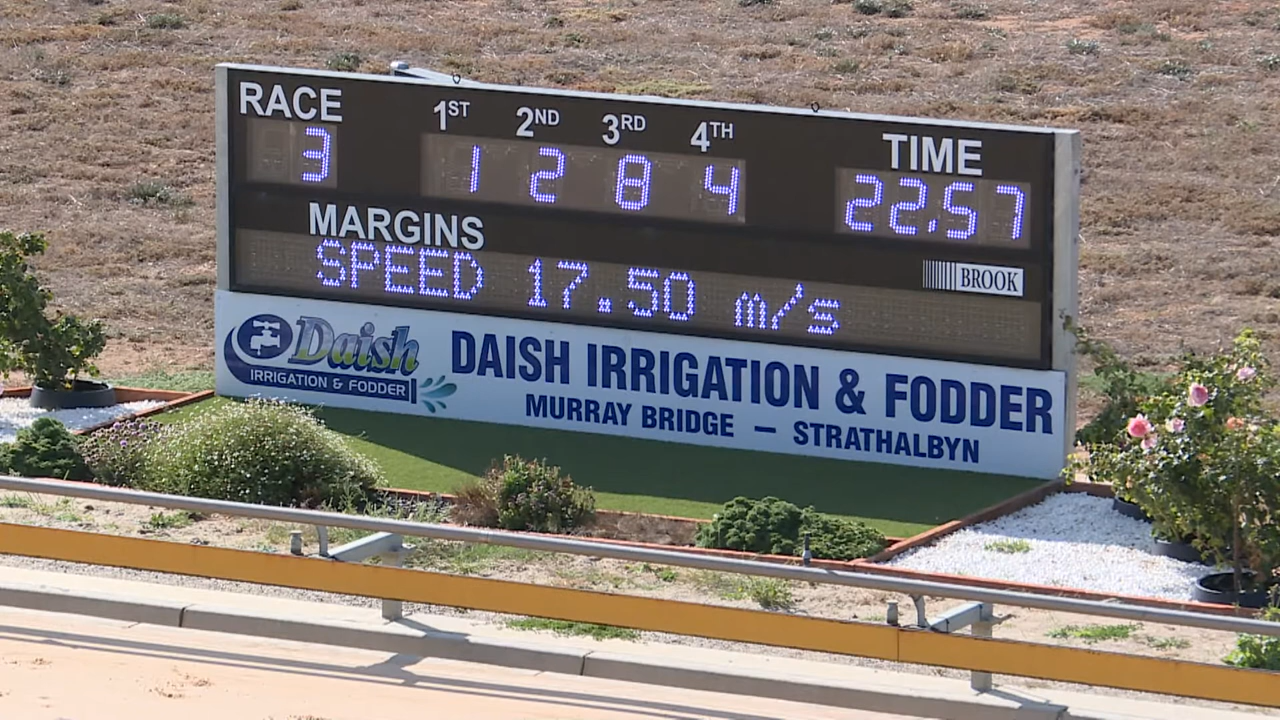 RACE 1ST 2ND 3RD 4TH TIME
3 1 2 8 4 22.57
MARGINS
BROOK
SPEED 17.50 m/s
Daish
IRRIGATION & FODDER
DAISH IRRIGATION & FODDER
MURRAY BRIDGE – STRATHALBYN